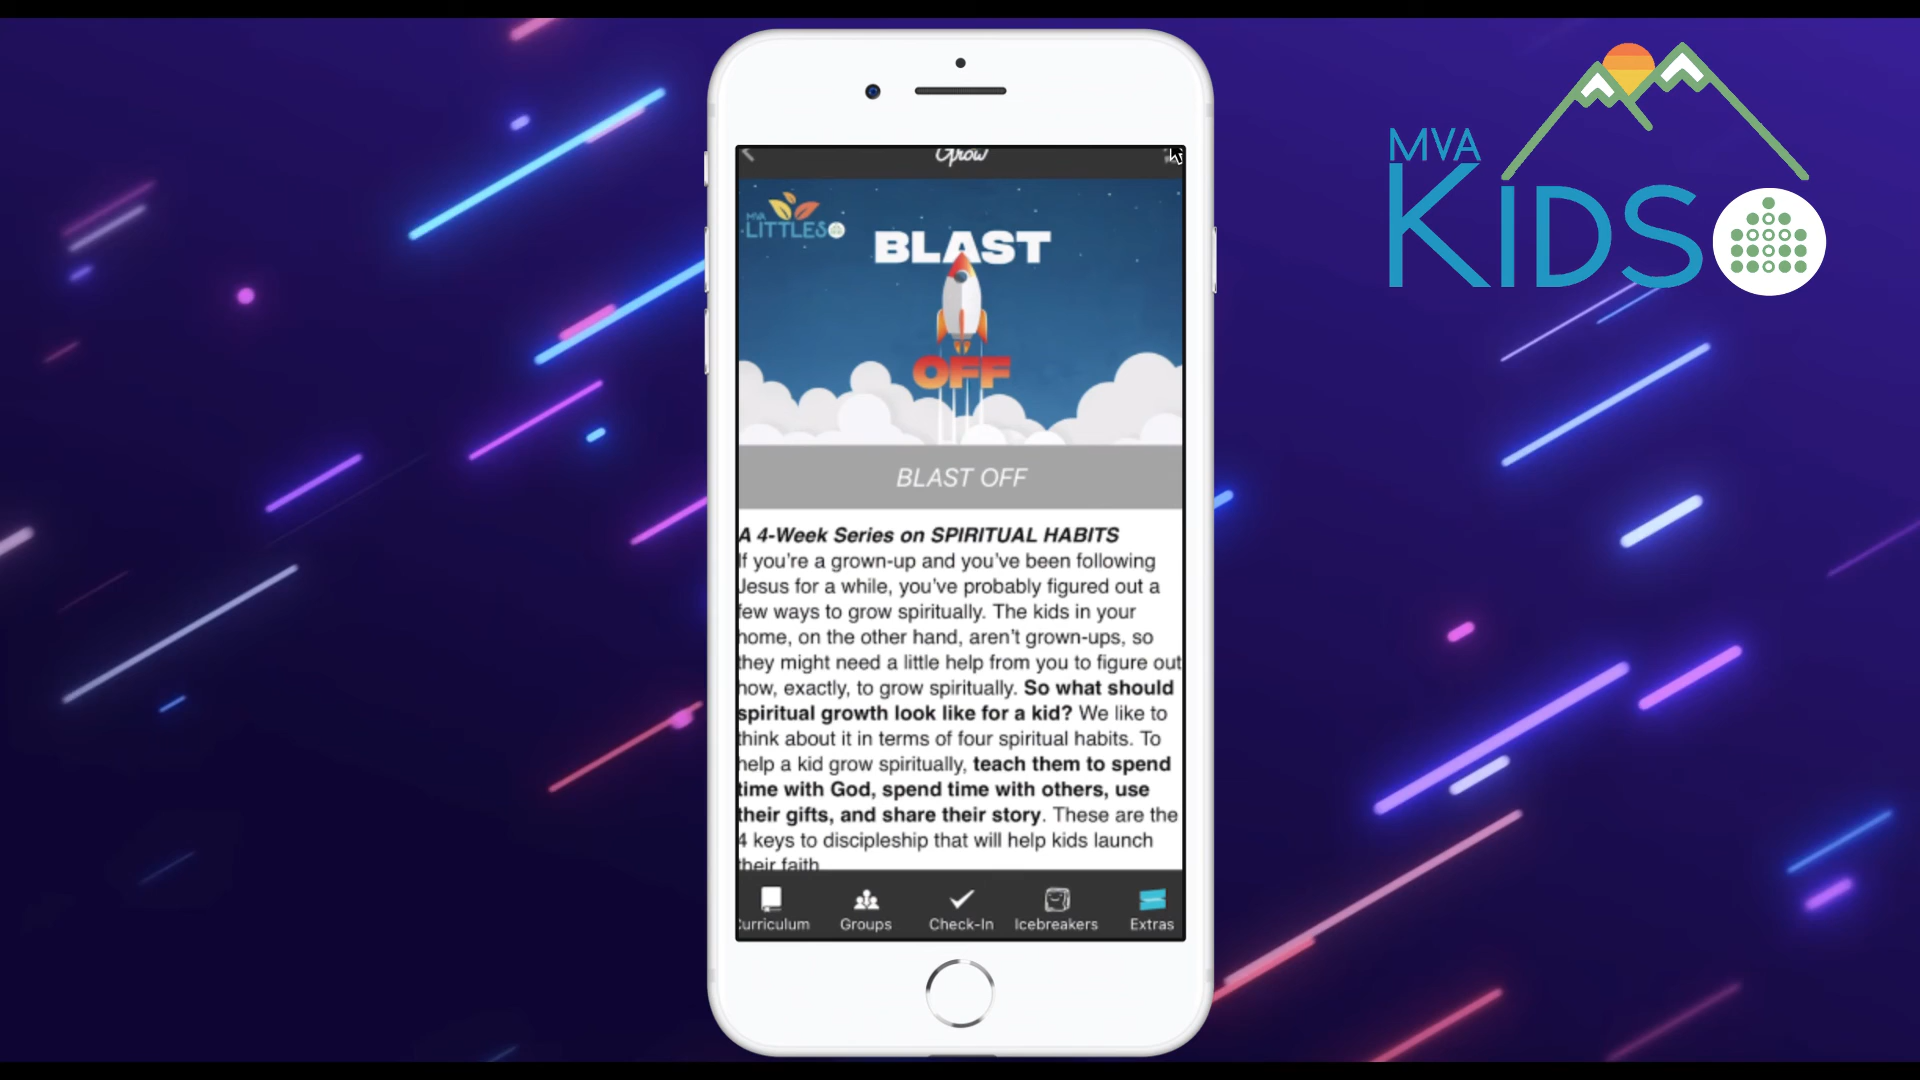 MVA
KIDS
Grow
MVA
LITTLES
BLAST
OFF
BLAST OFF
A 4-Week Series on SPIRITUAL HABITS
If you're a grown-up and you've been following
Jesus for a while, you've probably figured out a
few ways to grow spiritually. The kids in your
home, on the other hand, aren't grown-ups, so
they might need a little help from you to figure out
how, exactly, to grow spiritually. So what should
spiritual growth look like for a kid? We like to
think about it in terms of four spiritual habits. To
help a kid grow spiritually, teach them to spend
time with God, spend time with others, use
their gifts, and share their story. These are the
4 keys to discipleship that will help kids launch
their faith
Curriculum Groups Check-In Icebreakers Extras